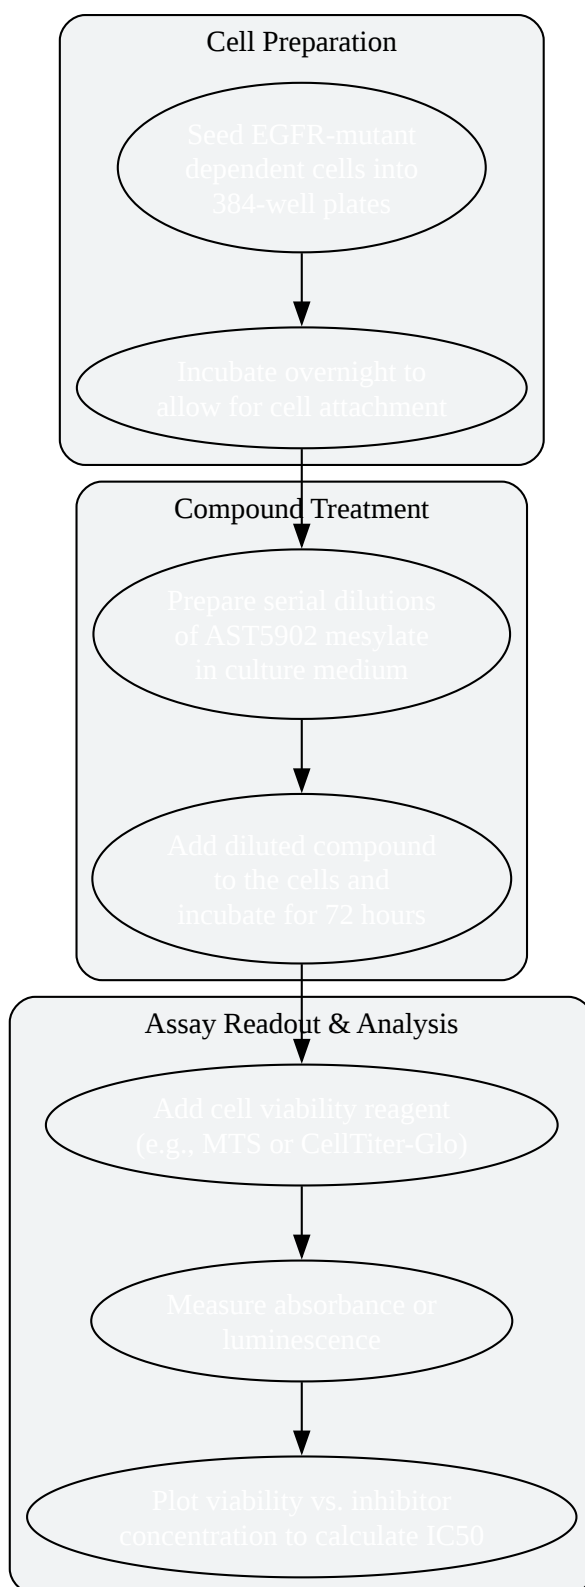 Cell Preparation
Seed EGFR-mutant
dependent cells into
384-well plates
Incubate overnight to
allow for cell attachment
Compound Treatment
Prepare serial dilutions
of AST5902 mesylate
in culture medium
Add diluted compound
to the cells and
incubate for 72 hours
Assay Readout & Analysis
Add cell viability reagent
(e.g., MTS or CellTiter-Glo)
Measure absorbance or
luminescence
Plot viability vs. inhibitor
concentration to calculate IC50